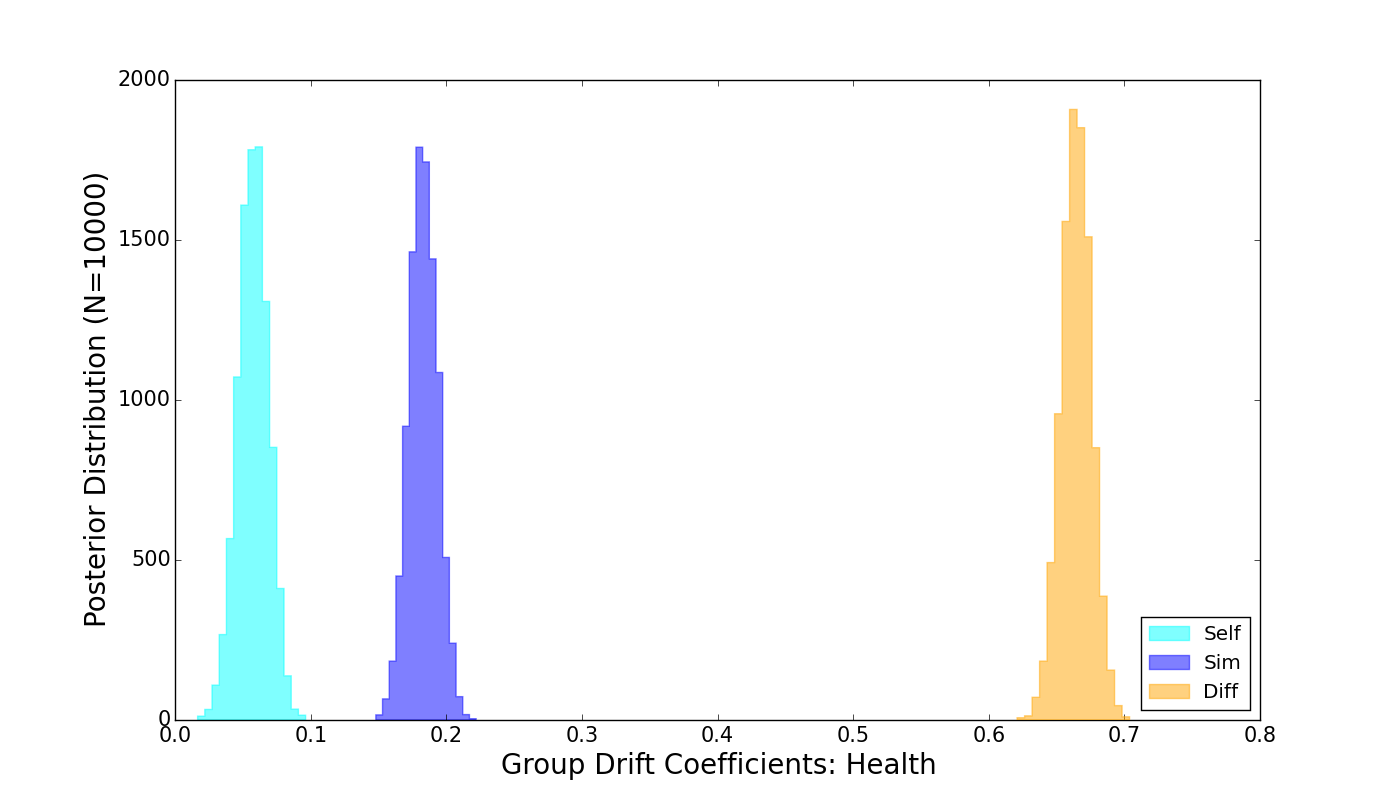 2000
1500
1000
500
0
Posterior Distribution (N=10000)
0.0 0.1 0.2 0.3 0.4 0.5 0.6 0.7 0.8
Group Drift Coefficients: Health
Self
Sim
Diff